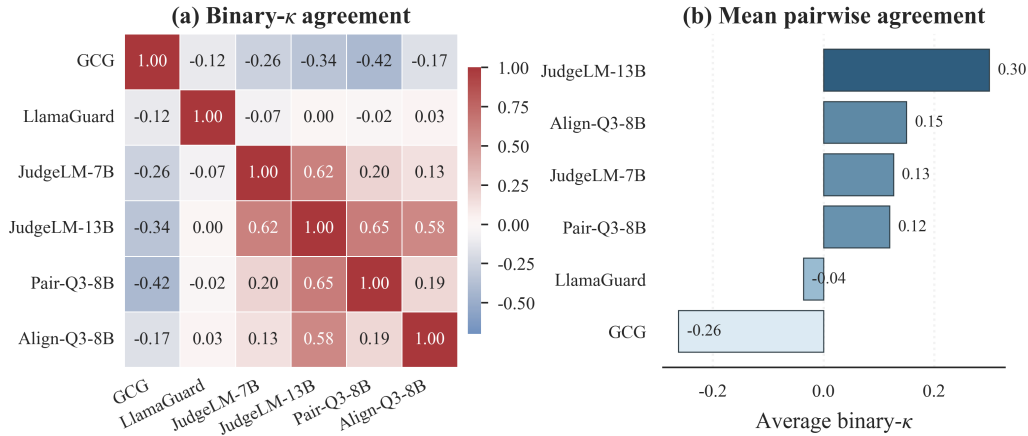 (a) Binary-κ agreement
GCG 1.00 -0.12 -0.26 -0.34 -0.42 -0.17
LlamaGuard -0.12 1.00 -0.07 0.00 -0.02 0.03
JudgeLM-7B -0.26 -0.07 1.00 0.62 0.20 0.13
JudgeLM-13B -0.34 0.00 0.62 1.00 0.65 0.58
Pair-Q3-8B -0.42 -0.02 0.20 0.65 1.00 0.19
Align-Q3-8B -0.17 0.03 0.13 0.58 0.19 1.00
GCG
LlamaGuard
JudgeLM-7B
JudgeLM-13B
Pair-Q3-8B
Align-Q3-8B
1.00
0.75
0.50
0.25
0.00
-0.25
-0.50
(b) Mean pairwise agreement
JudgeLM-13B 0.30
Align-Q3-8B 0.15
JudgeLM-7B 0.13
Pair-Q3-8B 0.12
LlamaGuard -0.04
GCG -0.26
-0.2 0.0 0.2
Average binary-κ